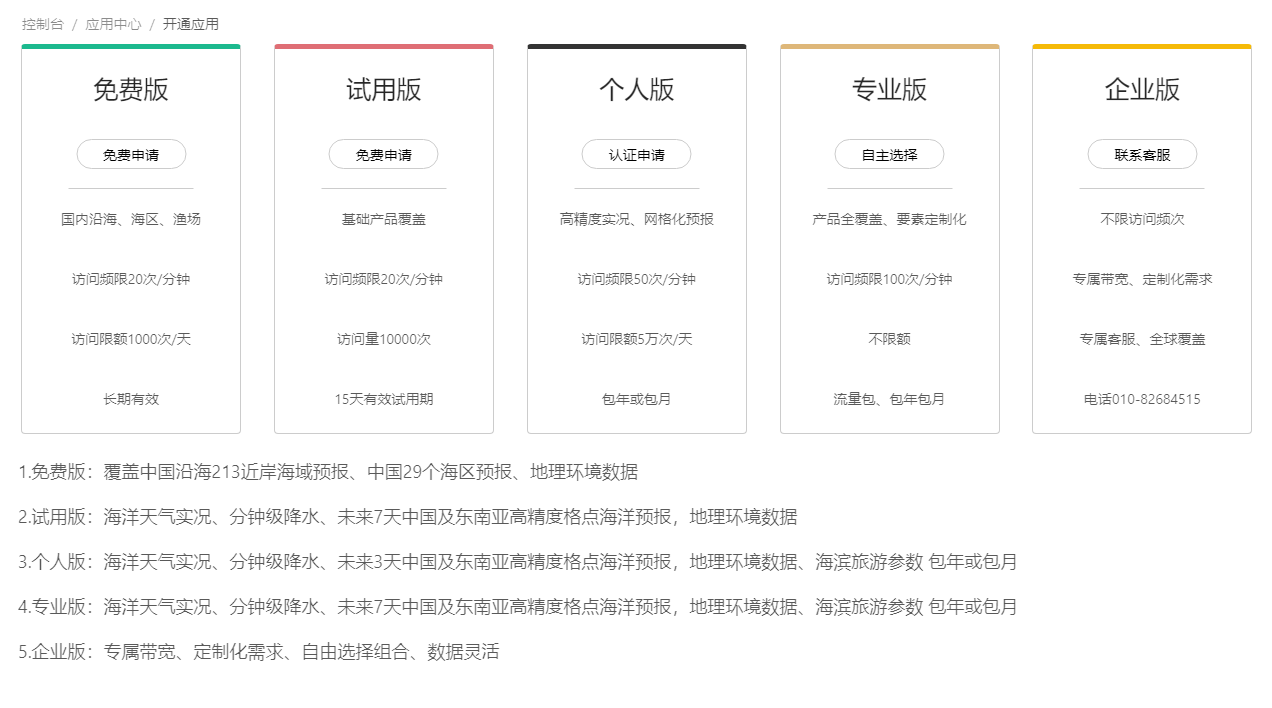 控制台 / 应用中心 / 开通应用
免费版
免费申请
国内沿海、海区、渔场
访问频限20次/分钟
访问限额1000次/天
长期有效
试用版
免费申请
基础产品覆盖
访问频限20次/分钟
访问量10000次
15天有效试用期
个人版
认证申请
高精度实况、网格化预报
访问频限50次/分钟
访问限额5万次/天
包年或包月
专业版
自主选择
产品全覆盖、要素定制化
访问频限100次/分钟
不限额
流量包、包年包月
企业版
联系客服
不限访问频次
专属带宽、定制化需求
专属客服、全球覆盖
电话010-82684515
1.免费版：覆盖中国沿海213近岸海域预报、中国29个海区预报、地理环境数据
2.试用版：海洋天气实况、分钟级降水、未来7天中国及东南亚高精度格点海洋预报，地理环境数据
3.个人版：海洋天气实况、分钟级降水、未来3天中国及东南亚高精度格点海洋预报，地理环境数据、海滨旅游参数 包年或包月
4.专业版：海洋天气实况、分钟级降水、未来7天中国及东南亚高精度格点海洋预报，地理环境数据、海滨旅游参数 包年或包月
5.企业版：专属带宽、定制化需求、自由选择组合、数据灵活